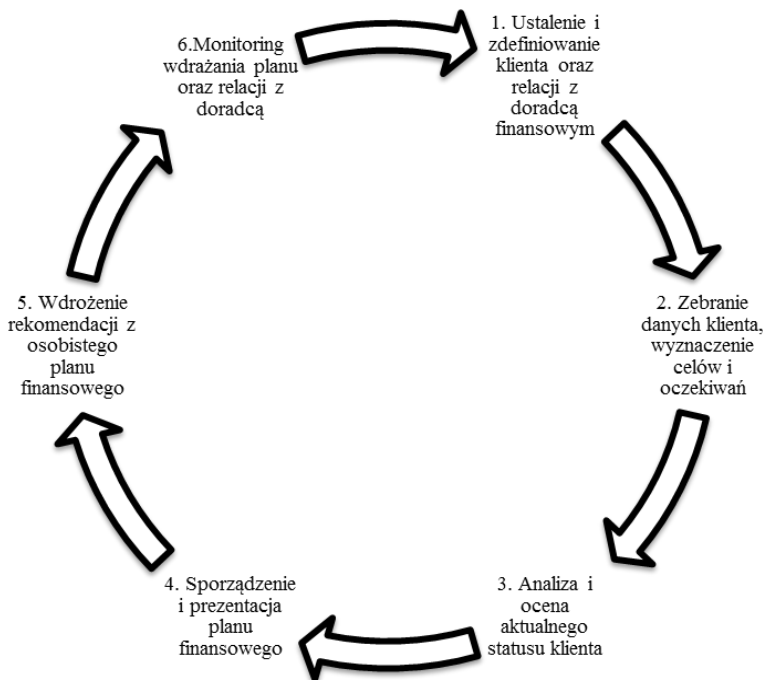 1. Ustalenie i
zdefiniowanie
klienta oraz
relacji z
doradcą
finansowym
2. Zebranie
danych klienta,
wyznaczenie
celów i
oczekiwań
3. Analiza i
ocena
aktualnego
statusu klienta
4. Sporządzenie
i prezentacja
planu
finansowego
5. Wdrożenie
rekomendacji z
osobistego
planu
finansowego
6.Monitoring
wdrażania planu
oraz relacji z
doradcą